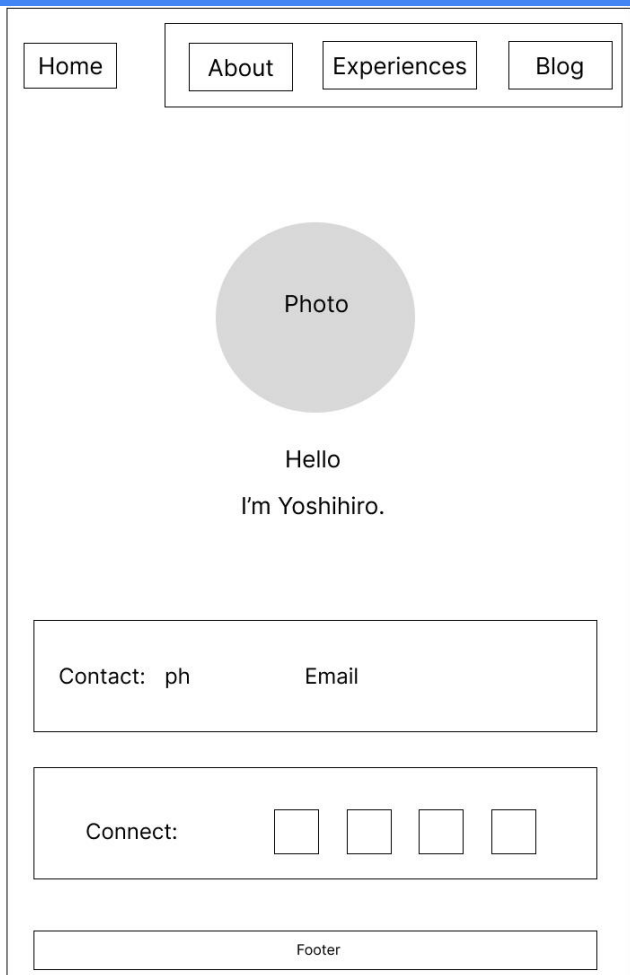 Home About Experiences Blog
Photo
Hello
I’m Yoshihiro.
Contact: ph Email
Connect:
Footer